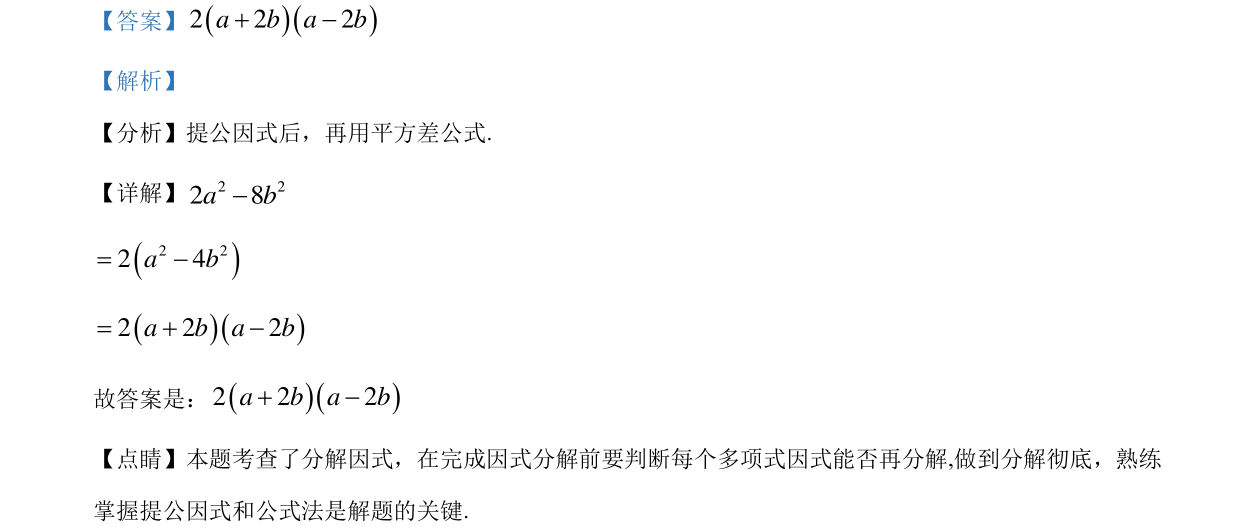 【答案】2(a+2b)(a−2b)
【解析】
【分析】提公因式后，再用平方差公式.
【详解】2a²−8b²
=2(a²−4b²)
=2(a+2b)(a−2b)
故答案是：2(a+2b)(a−2b)
【点睛】本题考查了分解因式，在完成因式分解前要判断每个多项式因式能否再分解,做到分解彻底，熟练
掌握提公因式和公式法是解题的关键.